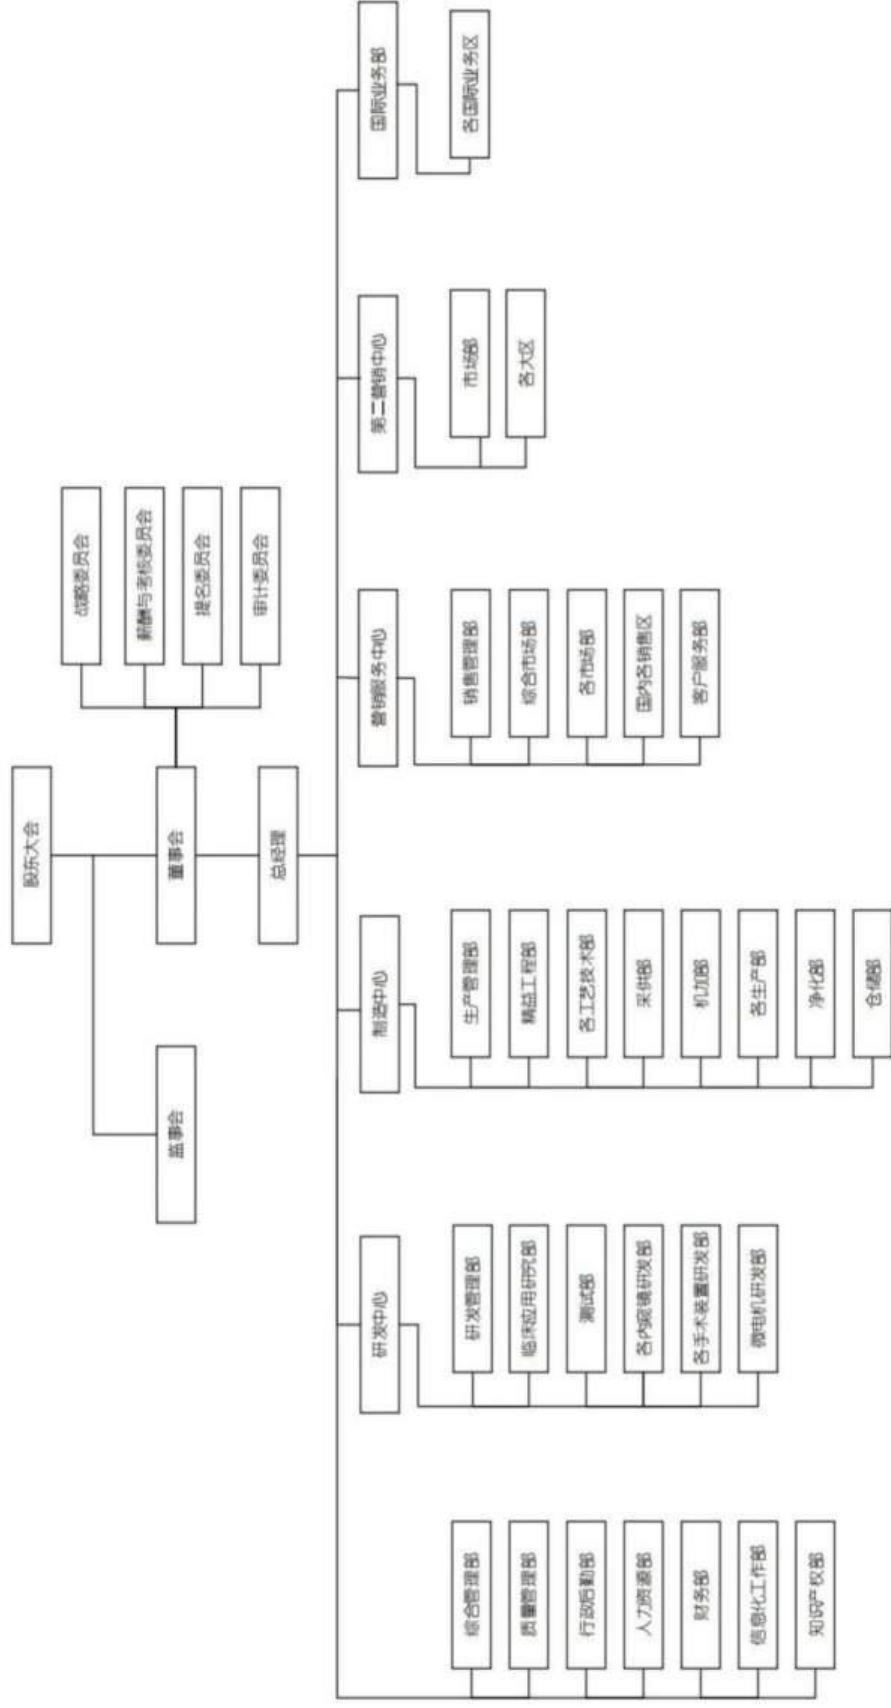 股东大会
监事会
董事会
战略委员会
薪酬与考核委员会
提名委员会
审计委员会
总经理
综合管理部
质量管理部
行政后勤部
人力资源部
财务部
信息化工作部
知识产权部
研发中心
研发管理部
临床应用研究部
测试部
各内窥镜研发部
各手术装置研发部
微电机研发部
制造中心
生产管理部
精益工程部
各工艺技术部
采供部
机加部
各生产部
净化部
仓储部
营销服务中心
销售管理部
综合市场部
各市场部
国内各销售区
客户服务部
第二营销中心
市场部
各大区
国际业务部
各国际业务区